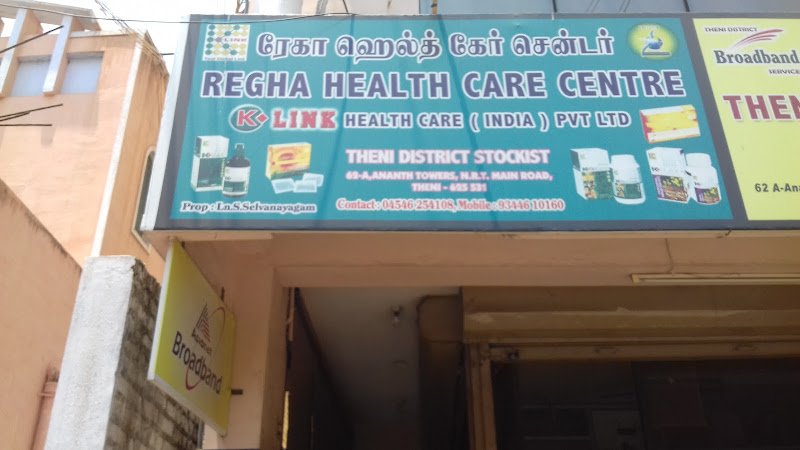 K LINK
ரேகா ஹெல்த் கேர் சென்டர்
REGHA HEALTH CARE CENTRE
K-LINK HEALTH CARE ( INDIA ) PVT LTD
THENI DISTRICT STOCKIST
62-A,ANANTH TOWERS, N.R.T. MAIN ROAD,
THENI - 625 531
Prop : Ln.S.Selvanayagam
Contact : 04546-254108, Mobile : 93446 10160
THENI DISTRICT
Broadband
SERVICE
THENI
62 A-Ana
Broadband